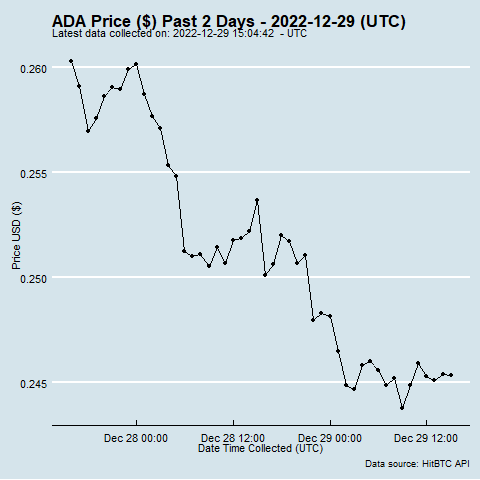 ADA Price ($) Past 2 Days - 2022-12-29 (UTC)
Latest data collected on: 2022-12-29 15:04:42 - UTC
0.260
0.255
0.250
0.245
Price USD ($)
Dec 28 00:00 Dec 28 12:00 Dec 29 00:00 Dec 29 12:00
Date Time Collected (UTC)
Data source: HitBTC API